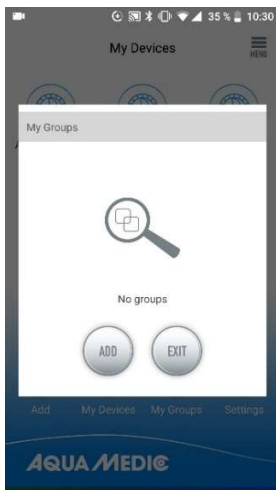 35 % 10:30
My Devices
MENU
My Groups
No groups
ADD EXIT
Add My Devices My Groups Settings
AQUA MEDIC